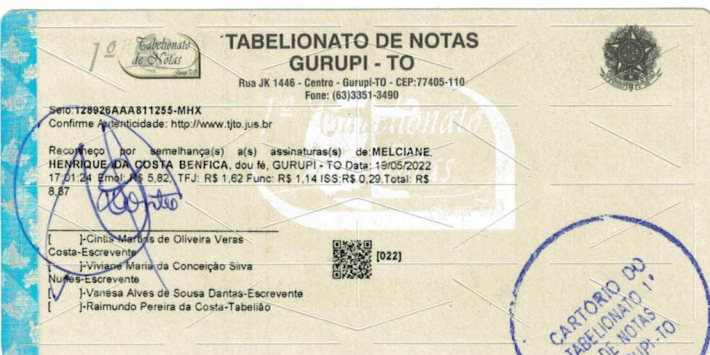 1º Tabelionato
de Notas
TABELIONATO DE NOTAS
GURUPI - TO
Rua JK 1446 - Centro - Gurupi-TO - CEP:77405-110
Fone: (63)3351-3490
Selo:128926AAA811255-MHX
Confirme Autenticidade: http://www.tjto.jus.br
Reconheço por semelhança(s) a(s) assinaturas(s) de:MELCIANE
HENRIQUE DA COSTA BENFICA, dou fé, GURUPI - TO Data: 19/05/2022
17:01:24 Emol: R$ 5,82, TFJ: R$ 1,62 Func: R$ 1,14 ISS:R$ 0,29,Total: R$
8,87
[ ]-Cintia Martins de Oliveira Veras
Costa-Escrevente
[ ]-Viviane Maria da Conceição Silva
Nunes-Escrevente
[ ]-Vanesa Alves de Sousa Dantas-Escrevente
[ ]-Raimundo Pereira da Costa-Tabelião
[022]
CARTORIO DO
TABELIONATO 1º
DE NOTAS